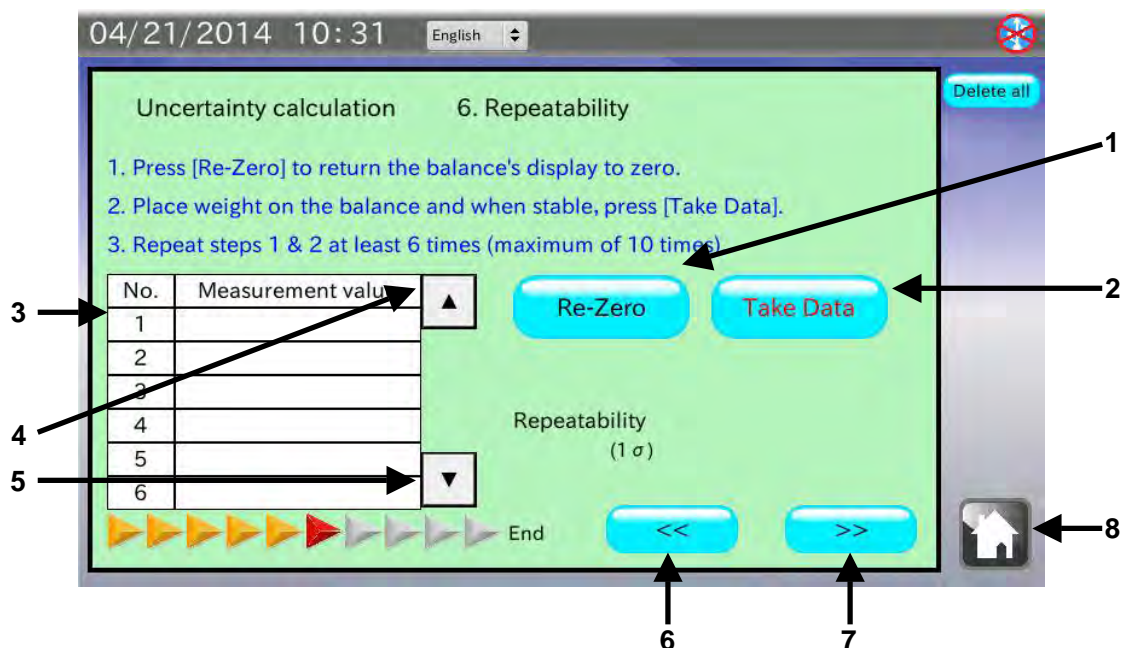 04/21/2014 10:31 English
Delete all
Uncertainty calculation 6. Repeatability
1. Press [Re-Zero] to return the balance's display to zero.
2. Place weight on the balance and when stable, press [Take Data].
3. Repeat steps 1 & 2 at least 6 times (maximum of 10 times)
1
No. Measurement valu
▲
Re-Zero
Take Data
2
3
1
2
3
4
4
5
6
Repeatability
(1 σ)
5
▼
End
<<
>>
8
6
7